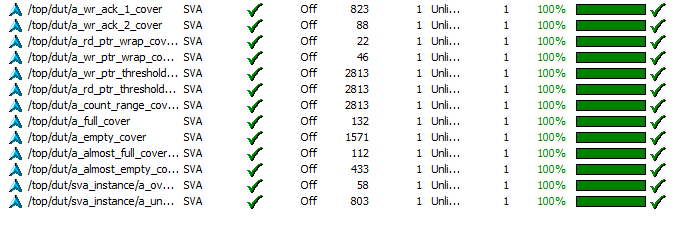 /top/dut/a_wr_ack_1_cover SVA Off 823 1 Unli... 1 100%
/top/dut/a_wr_ack_2_cover SVA Off 88 1 Unli... 1 100%
/top/dut/a_rd_ptr_wrap_cov... SVA Off 22 1 Unli... 1 100%
/top/dut/a_wr_ptr_wrap_co... SVA Off 46 1 Unli... 1 100%
/top/dut/a_wr_ptr_threshold... SVA Off 2813 1 Unli... 1 100%
/top/dut/a_rd_ptr_threshold... SVA Off 2813 1 Unli... 1 100%
/top/dut/a_count_range_cov... SVA Off 2813 1 Unli... 1 100%
/top/dut/a_full_cover SVA Off 132 1 Unli... 1 100%
/top/dut/a_empty_cover SVA Off 1571 1 Unli... 1 100%
/top/dut/a_almost_full_cover... SVA Off 112 1 Unli... 1 100%
/top/dut/a_almost_empty_co... SVA Off 433 1 Unli... 1 100%
/top/dut/sva_instance/a_ov... SVA Off 58 1 Unli... 1 100%
/top/dut/sva_instance/a_un... SVA Off 803 1 Unli... 1 100%